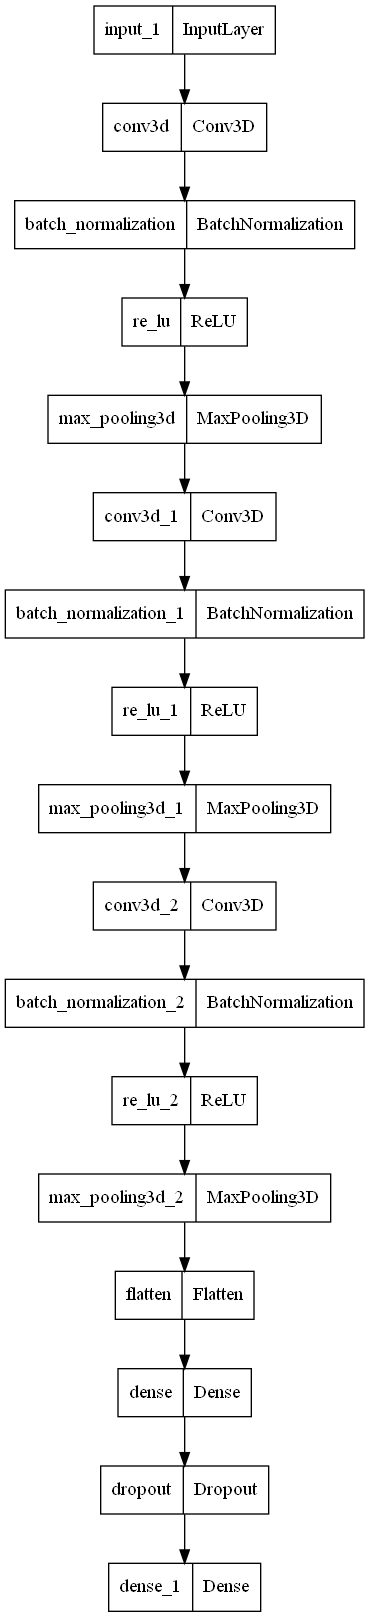 input_1 InputLayer
conv3d Conv3D
batch_normalization BatchNormalization
re_lu ReLU
max_pooling3d MaxPooling3D
conv3d_1 Conv3D
batch_normalization_1 BatchNormalization
re_lu_1 ReLU
max_pooling3d_1 MaxPooling3D
conv3d_2 Conv3D
batch_normalization_2 BatchNormalization
re_lu_2 ReLU
max_pooling3d_2 MaxPooling3D
flatten Flatten
dense Dense
dropout Dropout
dense_1 Dense